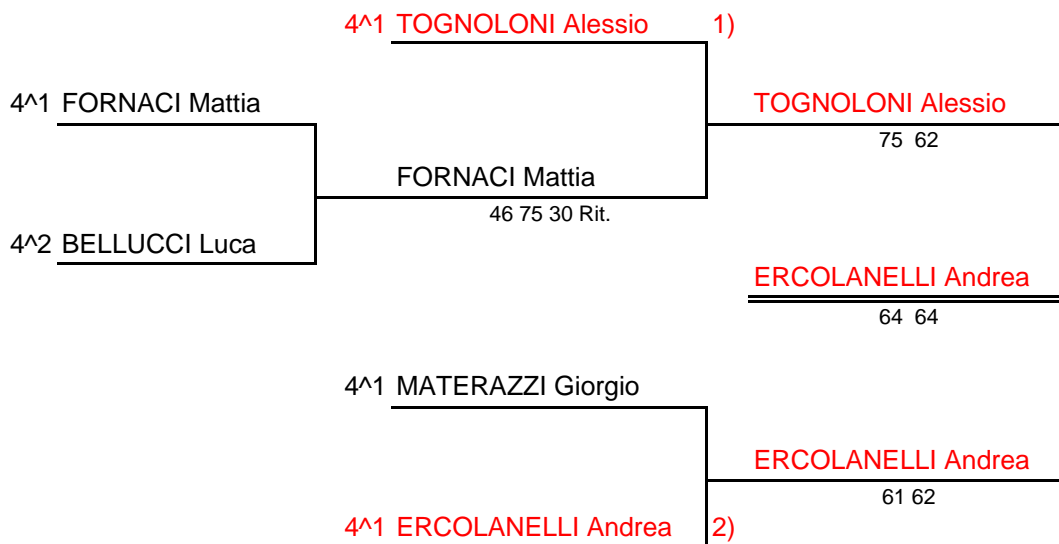 4^1 TOGNOLONI Alessio 1)
4^1 FORNACI Mattia
TOGNOLONI Alessio
75 62
FORNACI Mattia
46 75 30 Rit.
4^2 BELLUCCI Luca
ERCOLANELLI Andrea
64 64
4^1 MATERAZZI Giorgio
ERCOLANELLI Andrea
61 62
4^1 ERCOLANELLI Andrea 2)